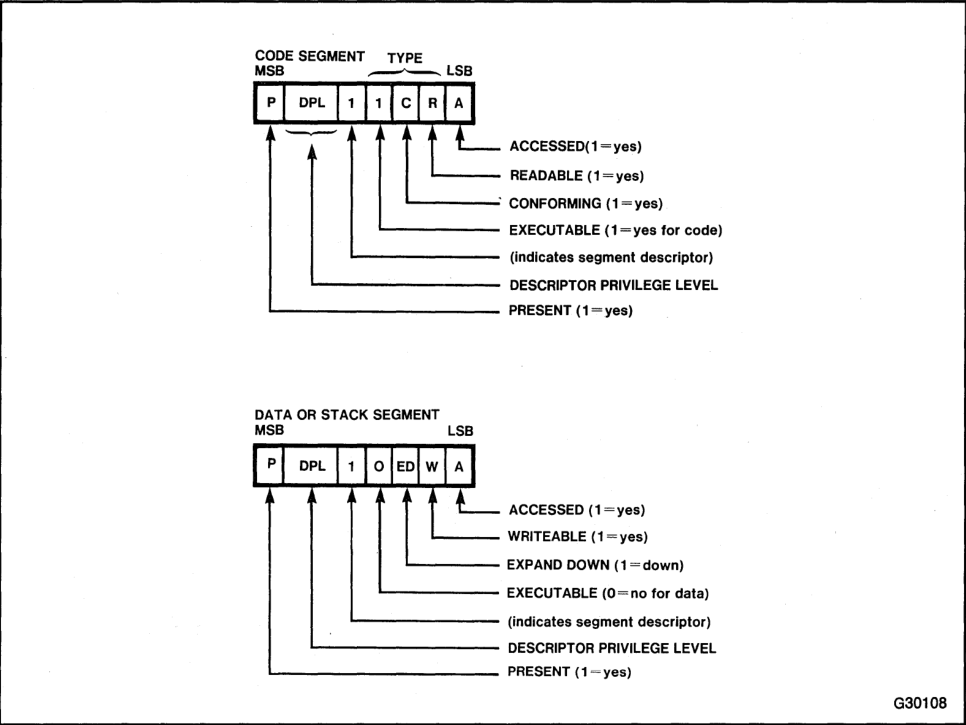 CODE SEGMENT TYPE
MSB LSB
P DPL 1 1 C R A
ACCESSED(1=yes)
READABLE (1=yes)
CONFORMING (1=yes)
EXECUTABLE (1=yes for code)
(indicates segment descriptor)
DESCRIPTOR PRIVILEGE LEVEL
PRESENT (1=yes)
DATA OR STACK SEGMENT
MSB LSB
P DPL 1 0 ED W A
ACCESSED (1=yes)
WRITEABLE (1=yes)
EXPAND DOWN (1=down)
EXECUTABLE (0=no for data)
(indicates segment descriptor)
DESCRIPTOR PRIVILEGE LEVEL
PRESENT (1=yes)
G30108